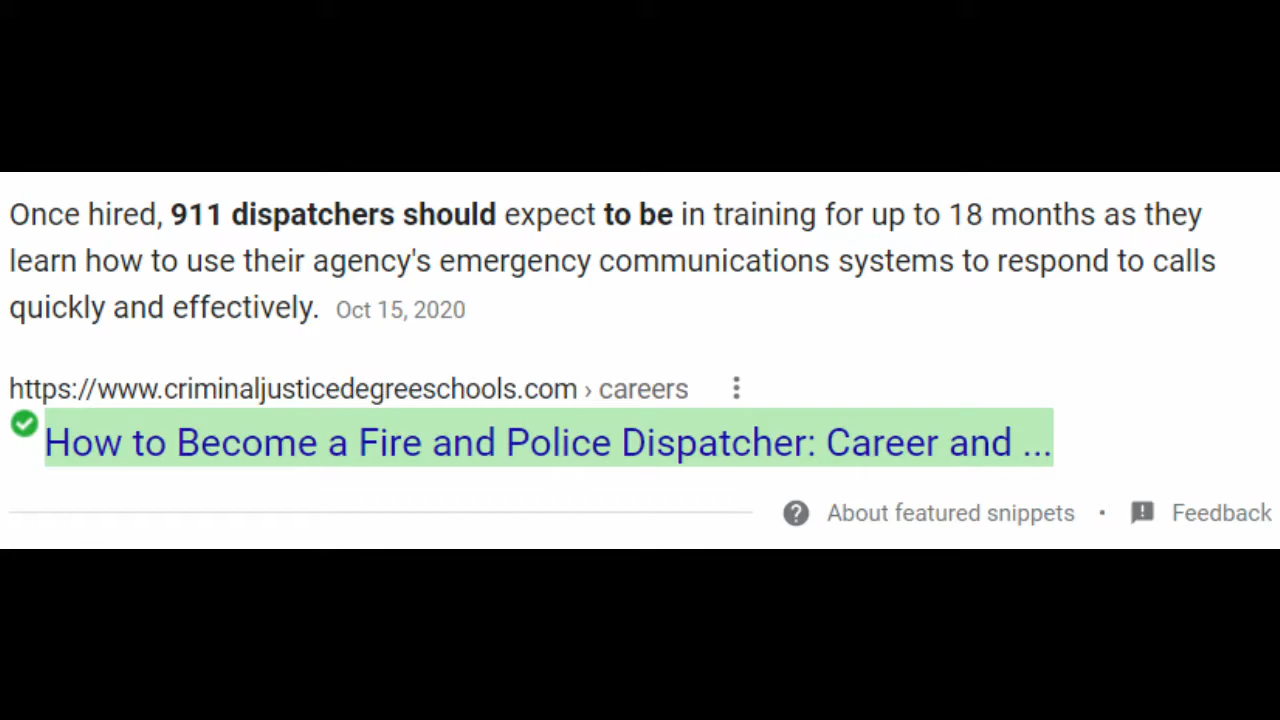 Once hired, 911 dispatchers should expect to be in training for up to 18 months as they
learn how to use their agency's emergency communications systems to respond to calls
quickly and effectively. Oct 15, 2020
https://www.criminaljusticedegreeschools.com › careers
How to Become a Fire and Police Dispatcher: Career and ...
About featured snippets • Feedback